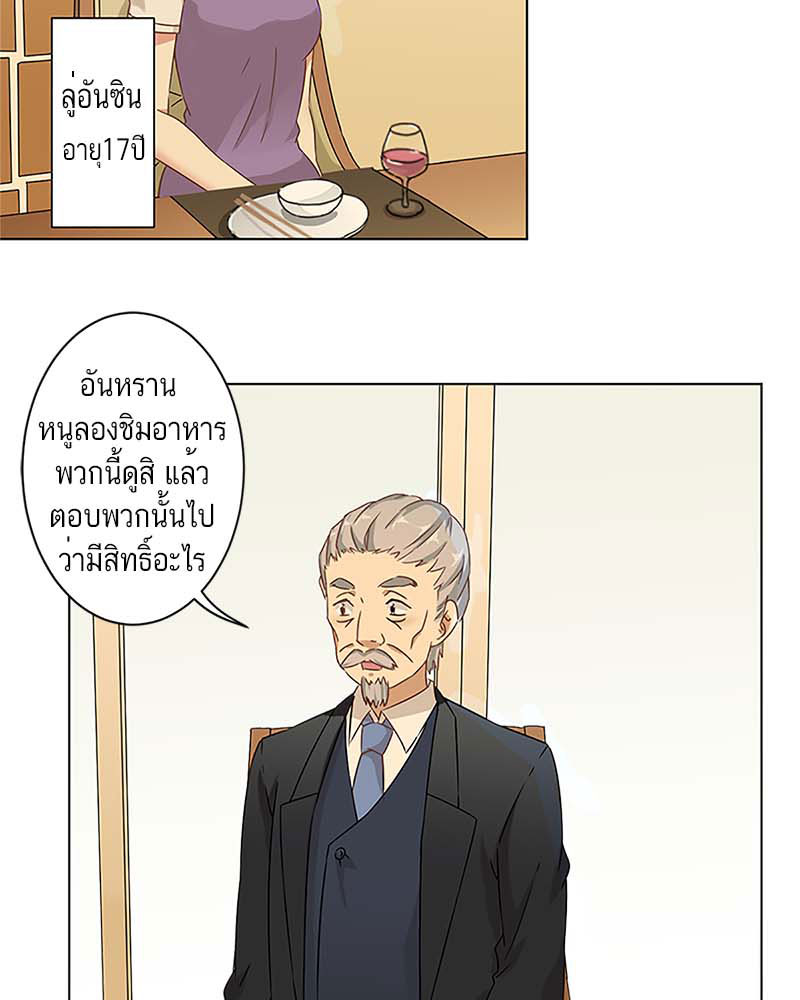 ลู่อันซิน
อายุ17ปี
อันหราน
หนูลองชิมอาหาร
พวกนี้ดูสิ แล้ว
ตอบพวกนั้นไป
ว่ามีสิทธิ์อะไร